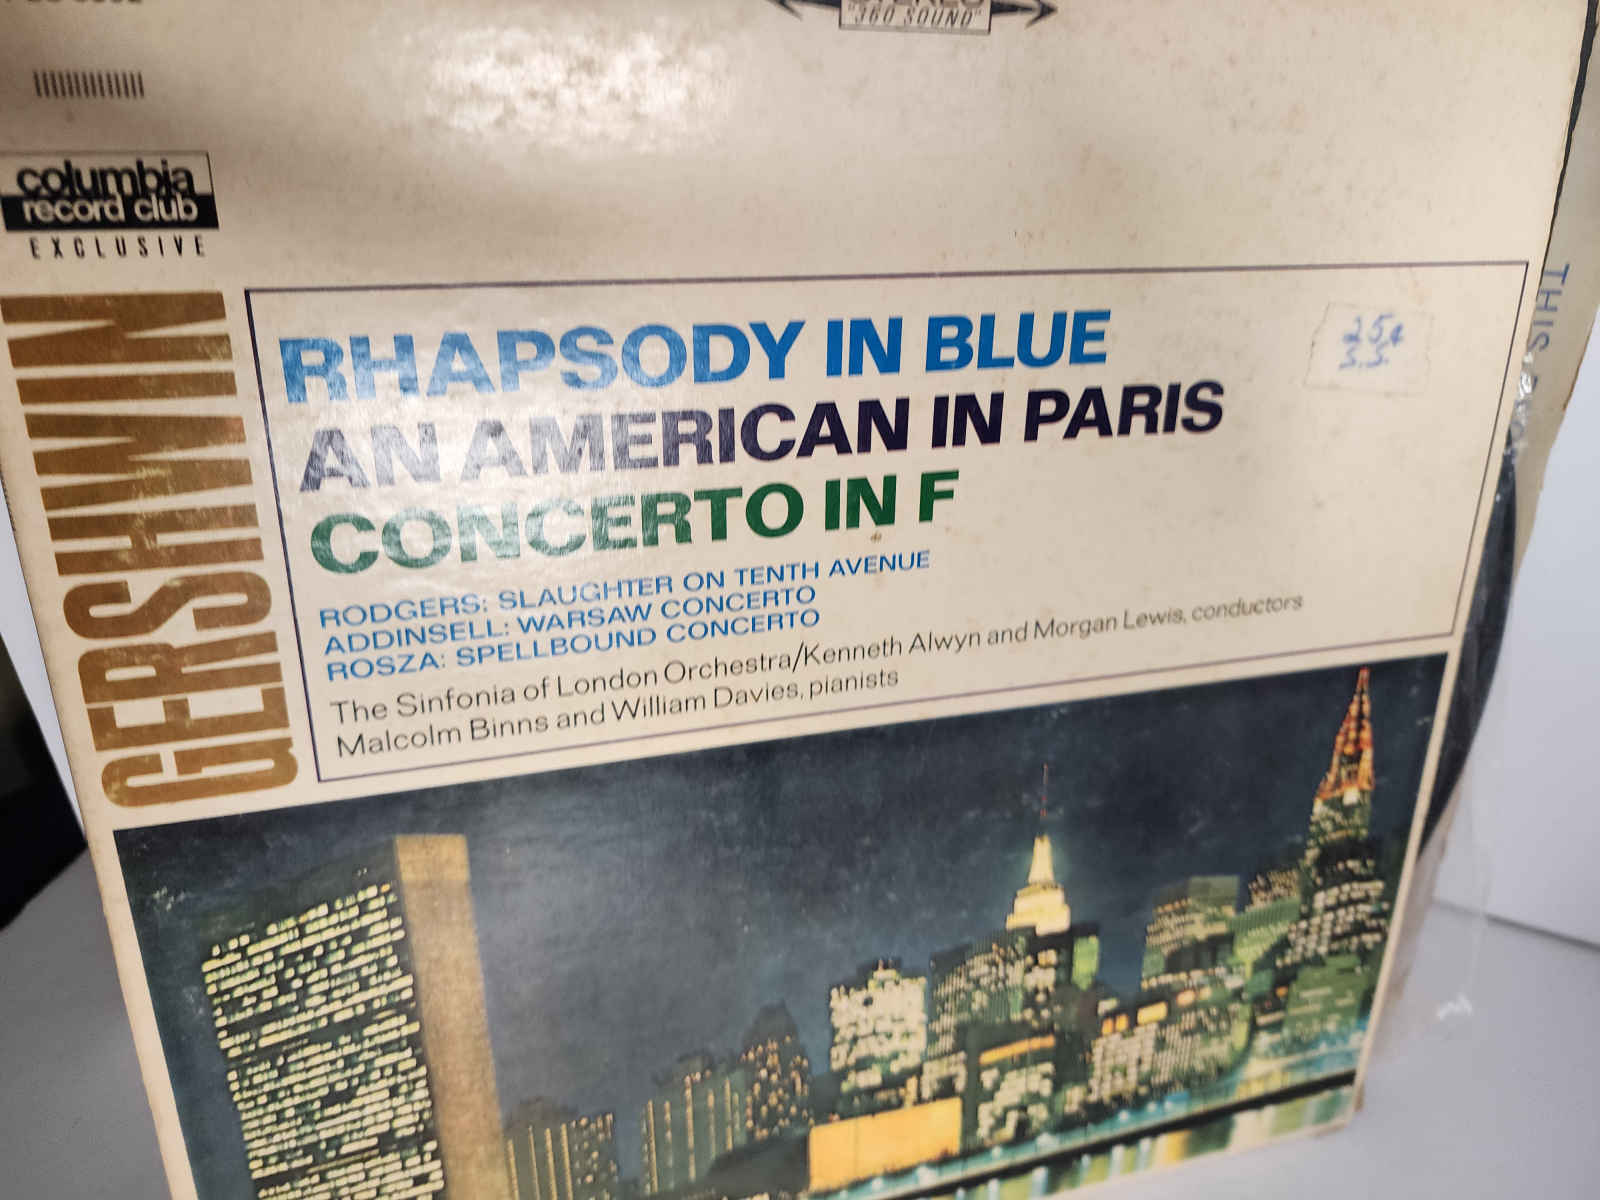 "360 SOUND"
columbia
record club
EXCLUSIVE
GERSHWIN
RHAPSODY IN BLUE
AN AMERICAN IN PARIS
CONCERTO IN F
RODGERS: SLAUGHTER ON TENTH AVENUE
ADDINSELL: WARSAW CONCERTO
ROSZA: SPELLBOUND CONCERTO
The Sinfonia of London Orchestra/Kenneth Alwyn and Morgan Lewis, conductors
Malcolm Binns and William Davies, pianists
25¢
THIS